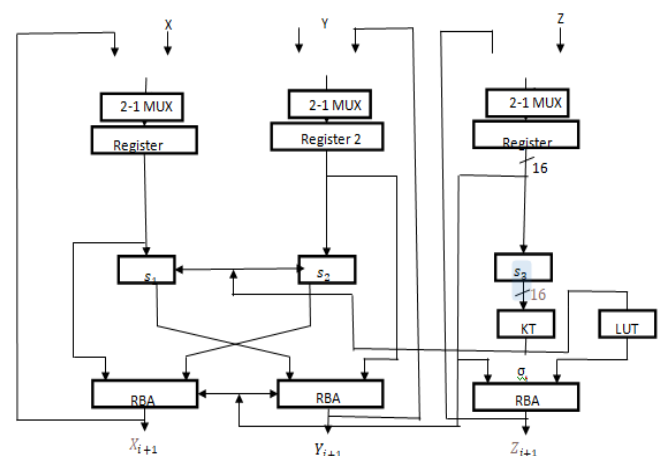 X Y Z
2-1 MUX 2-1 MUX 2-1 MUX
Register Register 2 Register
16
s₁ s₂ s₃
16
KT LUT
σ
RBA RBA RBA
Xᵢ₊₁ Yᵢ₊₁ Zᵢ₊₁